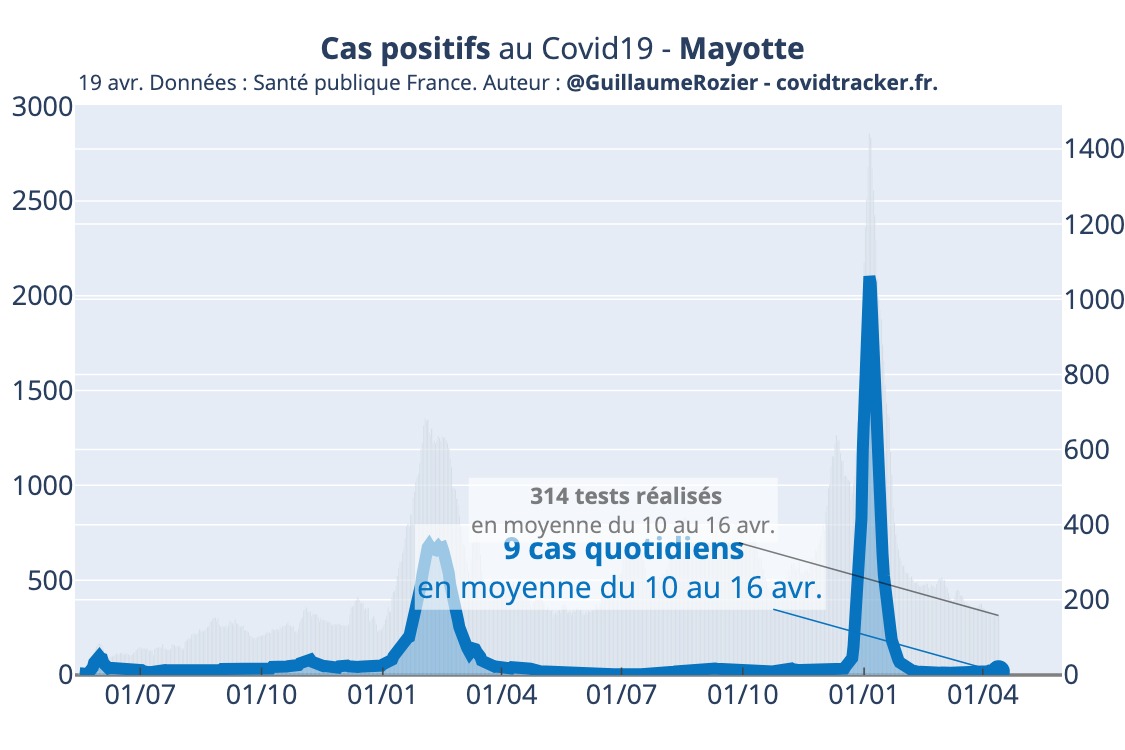 Cas positifs au Covid19 - Mayotte
19 avr. Données : Santé publique France. Auteur : @GuillaumeRozier - covidtracker.fr.
3000
2500
2000
1500
1000
500
0
1400
1200
1000
800
600
400
200
0
314 tests réalisés
en moyenne du 10 au 16 avr.
9 cas quotidiens
en moyenne du 10 au 16 avr.
01/07 01/10 01/01 01/04 01/07 01/10 01/01 01/04